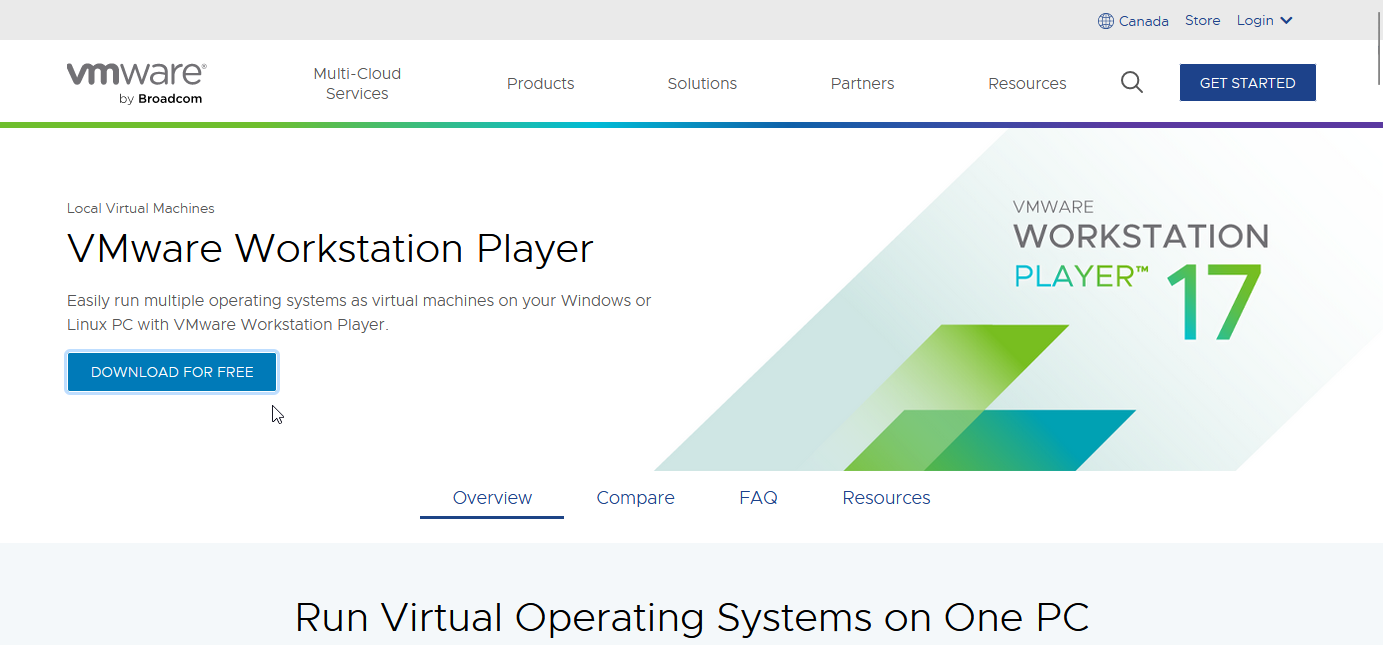 Canada Store Login
vmware®
by Broadcom
Multi-Cloud
Services
Products
Solutions
Partners
Resources
GET STARTED
Local Virtual Machines
VMware Workstation Player
Easily run multiple operating systems as virtual machines on your Windows or
Linux PC with VMware Workstation Player.
DOWNLOAD FOR FREE
VMWARE
WORKSTATION
PLAYER™ 17
Overview Compare FAQ Resources
Run Virtual Operating Systems on One PC